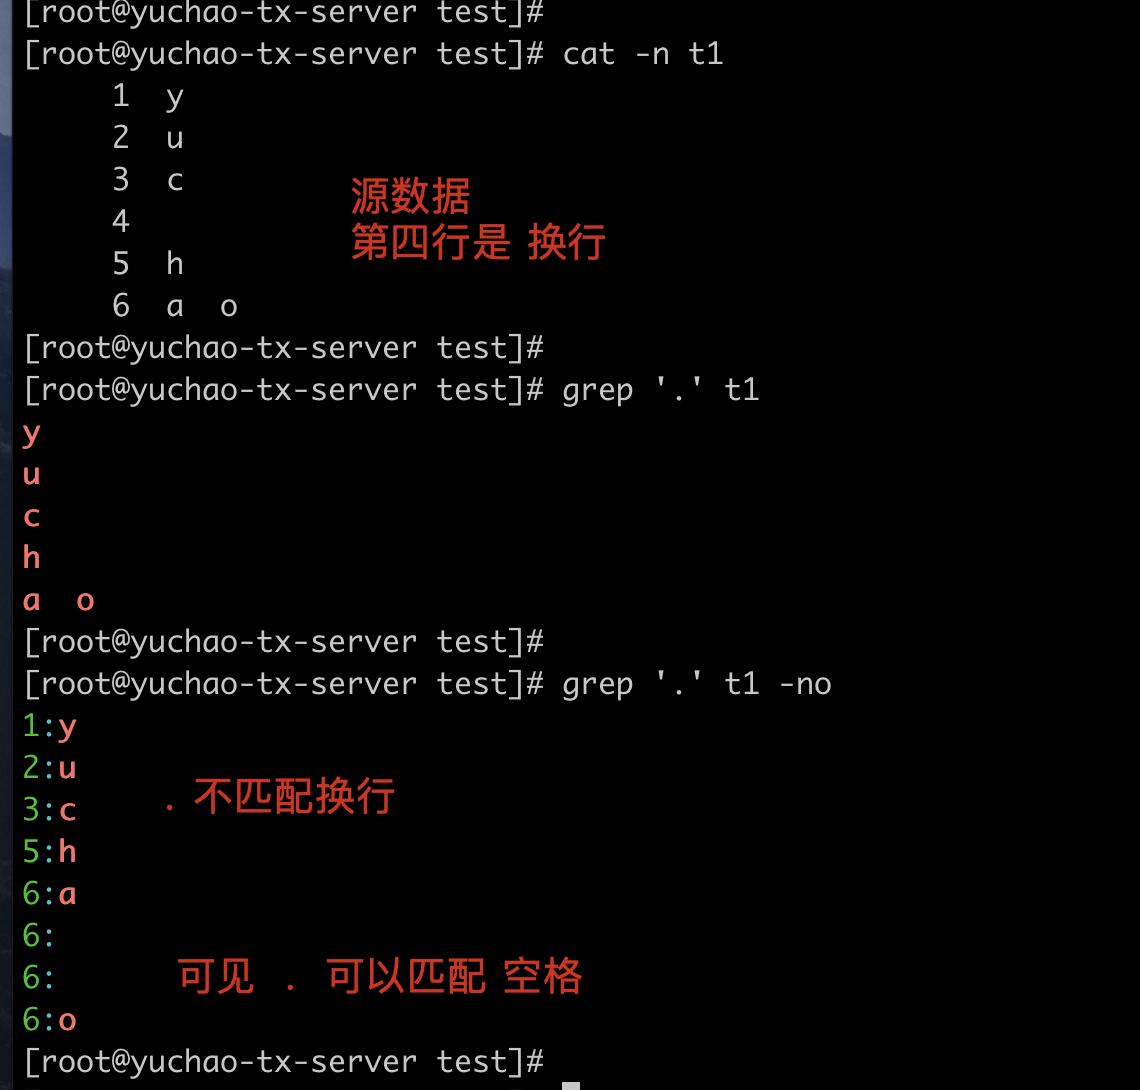 [root@yuchao-tx-server test]#
[root@yuchao-tx-server test]# cat -n t1
     1  y
     2  u
     3  c
源数据
     4
第四行是 换行
     5  h
     6  a  o
[root@yuchao-tx-server test]#
[root@yuchao-tx-server test]# grep '.' t1
y
u
c
h
a  o
[root@yuchao-tx-server test]#
[root@yuchao-tx-server test]# grep '.' t1 -no
1:y
2:u
. 不匹配换行
3:c
5:h
6:a
6:
6:
可见 . 可以匹配 空格
6:o
[root@yuchao-tx-server test]#